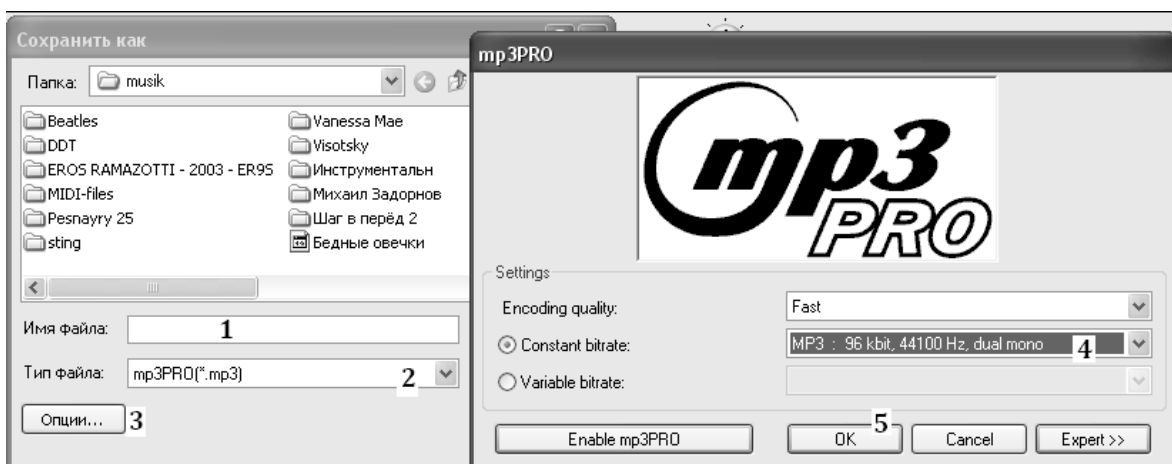 Сохранить как
Папка: musik
Beatles
DDT
EROS RAMAZOTTI - 2003 - ER95
MIDI-files
Pesnayry 25
sting
Vanessa Mae
Visotsky
Инструментальн
Михаил Задорнов
Шаг в перёд 2
Бедные овечки
Имя файла: 1
Тип файла: mp3PRO(*.mp3) 2
Опции... 3
mp3PRO
mp3
PRO
Settings
Encoding quality: Fast
Constant bitrate: MP3 : 96 kbit, 44100 Hz, dual mono 4
Variable bitrate:
5
Enable mp3PRO OK Cancel Expert >>